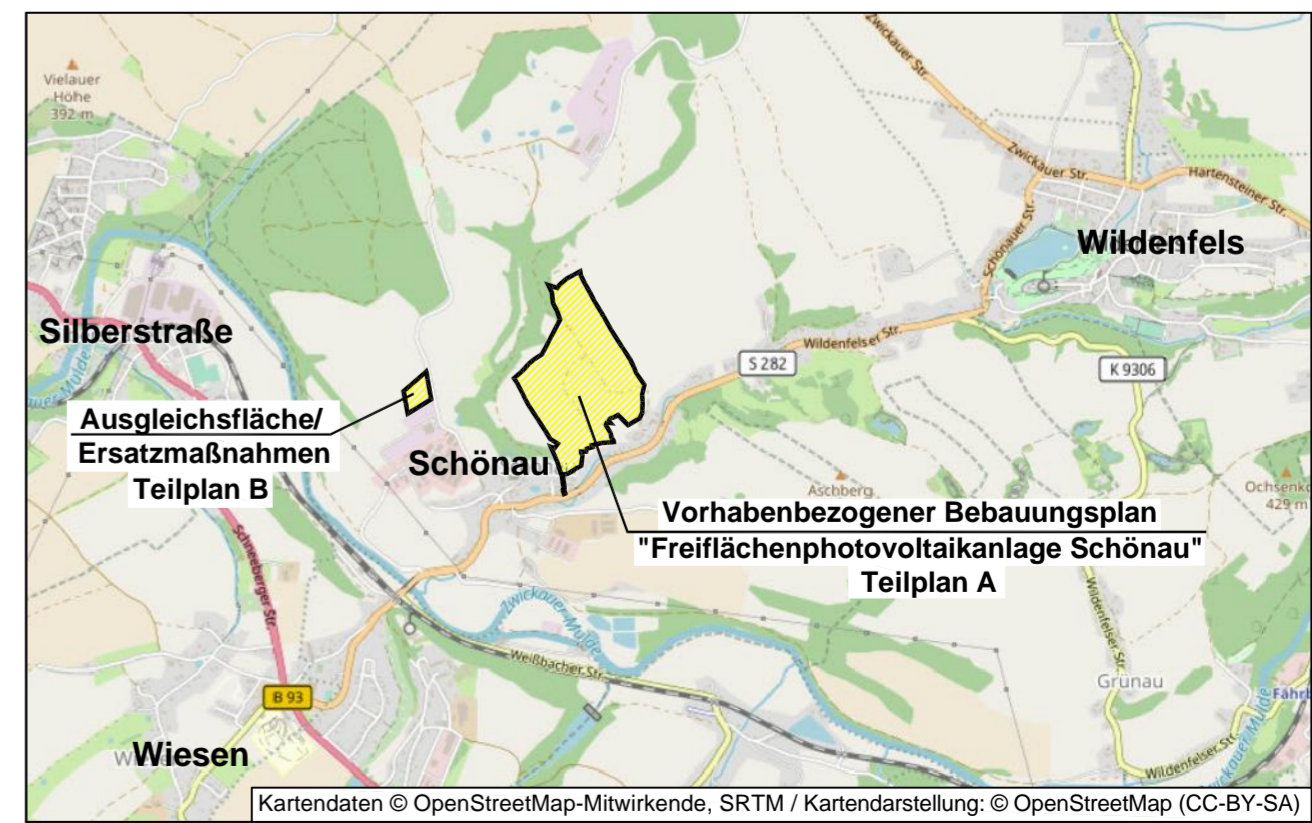 Vielauer
Höhe
392 m
Zwickauer Str.
Zwickauer Str.
Hartensteiner Str.
Schönauer Str.
Wildenfels
Silberstraße
Wildenfelser Str.
S 282
K 9306
Ausgleichsfläche/
Ersatzmaßnahmen
Teilplan B
Schönau
Aschberg
429 m
Vorhabenbezogener Bebauungsplan
"Freiflächenphotovoltaikanlage Schönau"
Teilplan A
Schneeberger Str.
Zwickauer Mulde
Weißbacher Str.
Wildenfelser Str.
Grünau
B 93
Wiesen
Wildenfelser Str.
Kartendaten © OpenStreetMap-Mitwirkende, SRTM / Kartendarstellung: © OpenStreetMap (CC-BY-SA)